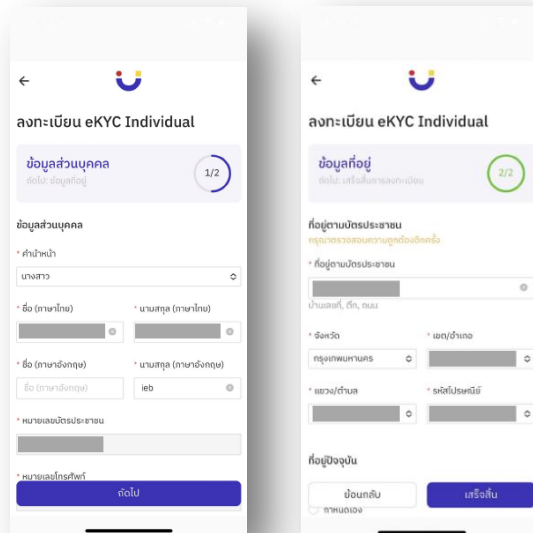 ลงทะเบียน eKYC Individual
ข้อมูลส่วนบุคคล
ถัดไป: ข้อมูลที่อยู่
1/2
ข้อมูลส่วนบุคคล
* คำนำหน้า
นางสาว
* ชื่อ (ภาษาไทย)
* นามสกุล (ภาษาไทย)
* ชื่อ (ภาษาอังกฤษ)
* นามสกุล (ภาษาอังกฤษ)
ชื่อ (ภาษาอังกฤษ)
ieb
* หมายเลขบัตรประชาชน
* หมายเลขโทรศัพท์
ถัดไป
ลงทะเบียน eKYC Individual
ข้อมูลที่อยู่
ถัดไป: เสร็จสิ้นการลงทะเบียน
2/2
ที่อยู่ตามบัตรประชาชน
กรุณาตรวจสอบความถูกต้องอีกครั้ง
* ที่อยู่ตามบัตรประชาชน
บ้านเลขที่, ตึก, ถนน
* จังหวัด
* เขต/อำเภอ
กรุงเทพมหานคร
* แขวง/ตำบล
* รหัสไปรษณีย์
ที่อยู่ปัจจุบัน
ย้อนกลับ
เสร็จสิ้น
กำหนดเอง